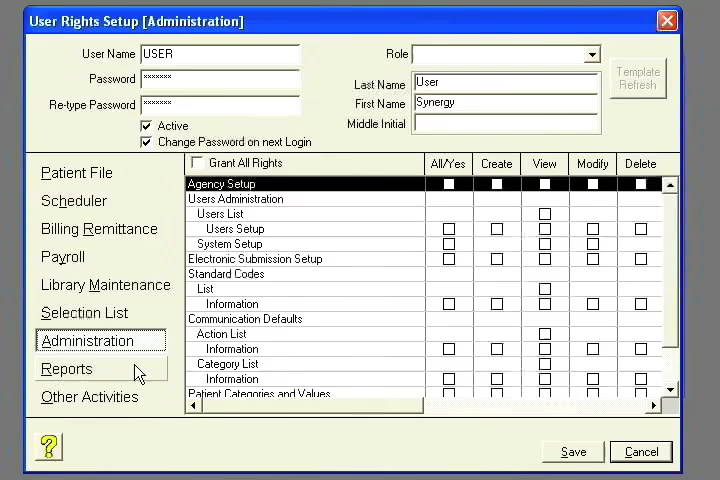 User Rights Setup [Administration]
User Name USER
Password *******
Re-type Password *******
Active
Change Password on next Login
Role
Last Name User
First Name Synergy
Middle Initial
Template
Refresh
Patient File
Scheduler
Billing Remittance
Payroll
Library Maintenance
Selection List
Administration
Reports
Other Activities
Grant All Rights All/Yes Create View Modify Delete
Agency Setup
Users Administration
Users List
Users Setup
System Setup
Electronic Submission Setup
Standard Codes
List
Information
Communication Defaults
Action List
Information
Category List
Information
Patient Categories and Values
?
Save Cancel